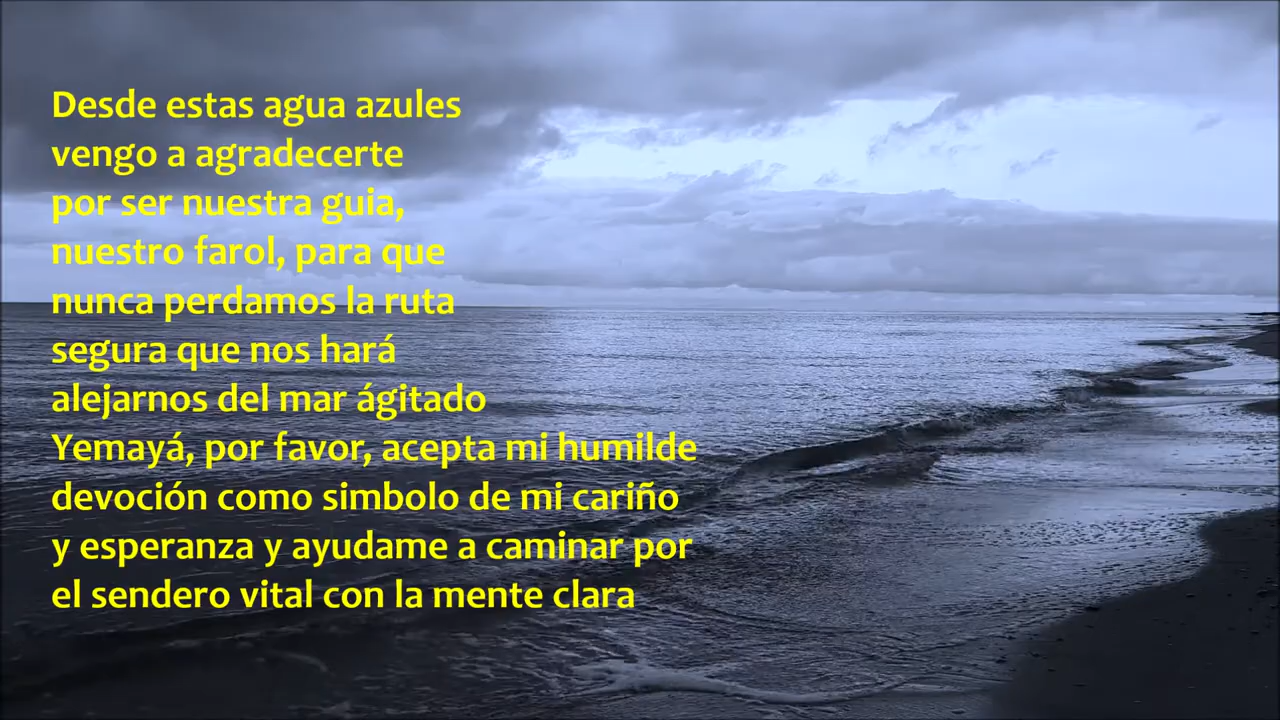 Desde estas agua azules
vengo a agradecerte
por ser nuestra guia,
nuestro farol, para que
nunca perdamos la ruta
segura que nos hará
alejarnos del mar ágitado
Yemayá, por favor, acepta mi humilde
devoción como simbolo de mi cariño
y esperanza y ayudame a caminar por
el sendero vital con la mente clara